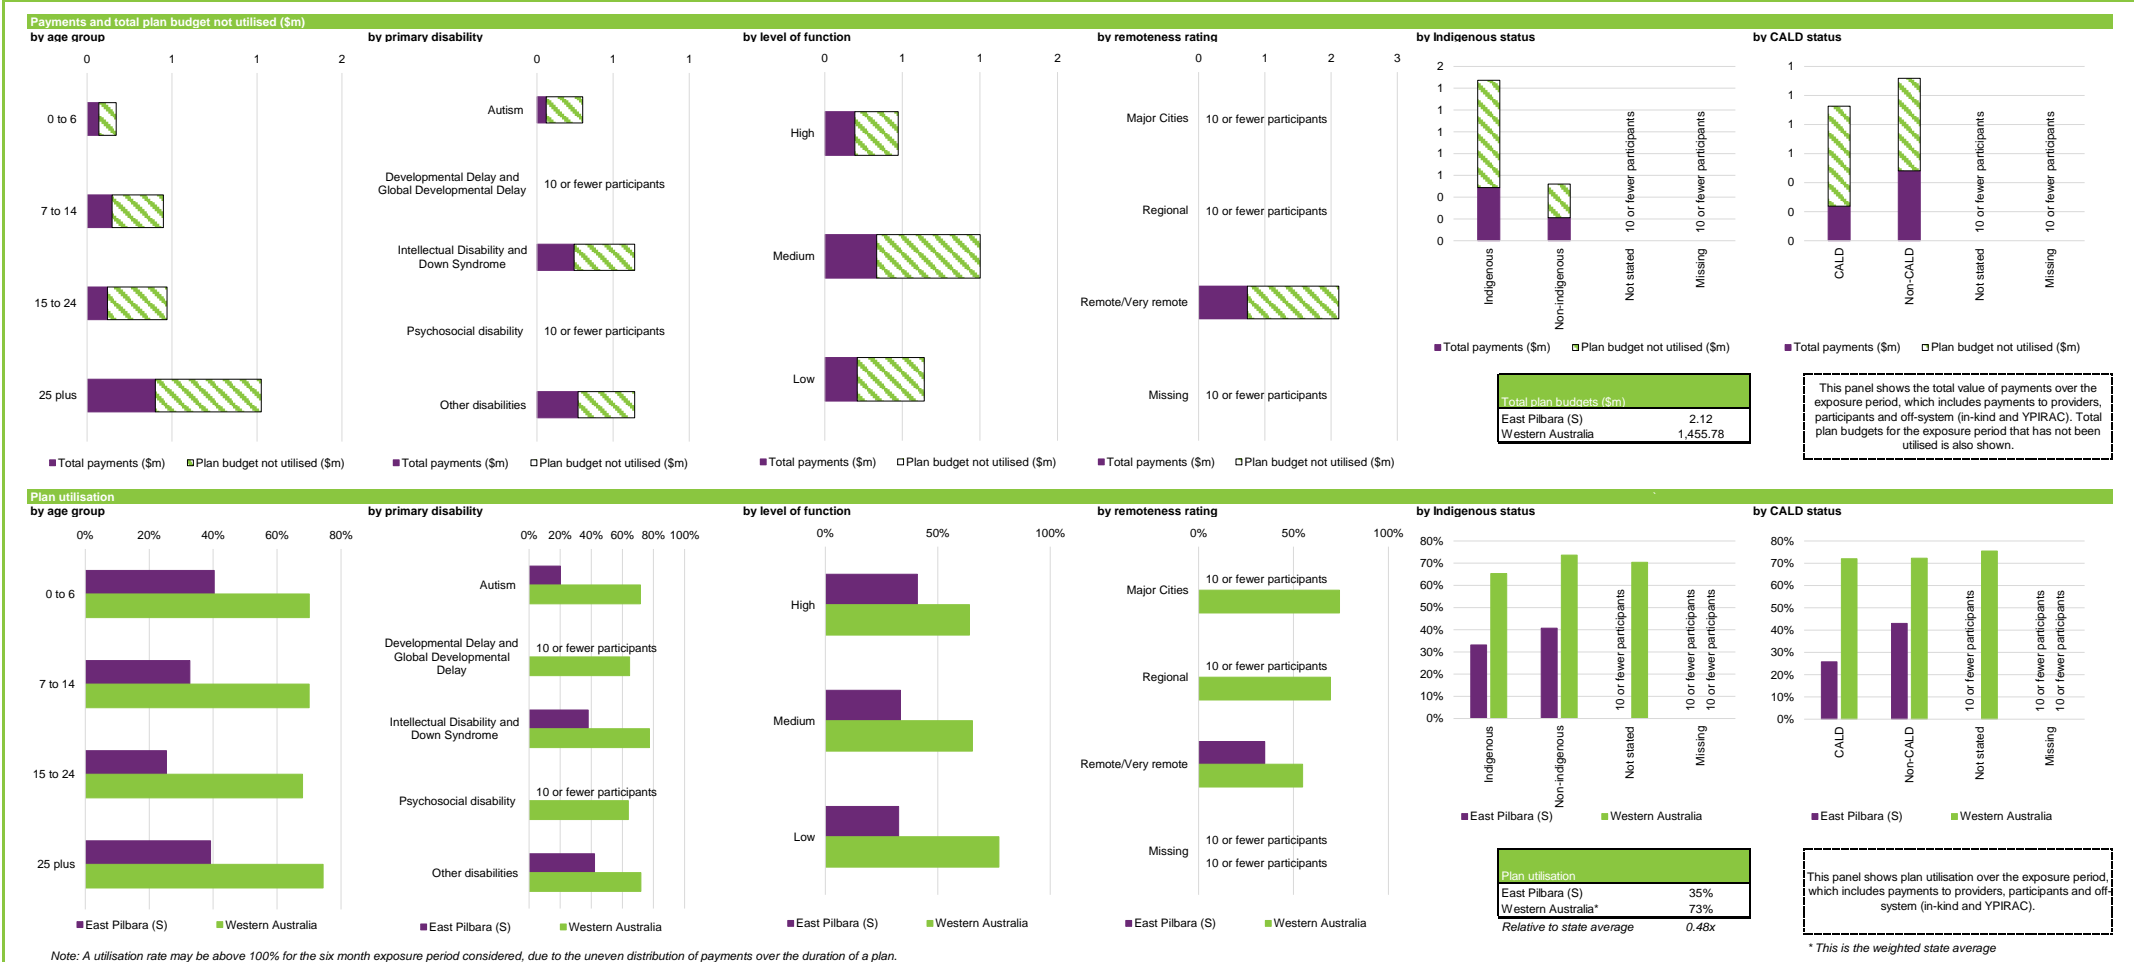 Payments and total plan budget not utilised ($m)
by age group
0 1 1 2
0 to 6
7 to 14
15 to 24
25 plus
Total payments ($m) Plan budget not utilised ($m)
by primary disability
0 1 1
Autism
Developmental Delay and
Global Developmental Delay
10 or fewer participants
Intellectual Disability and
Down Syndrome
Psychosocial disability
10 or fewer participants
Other disabilities
Total payments ($m) Plan budget not utilised ($m)
by level of function
0 1 1 2
High
Medium
Low
Total payments ($m) Plan budget not utilised ($m)
by remoteness rating
0 1 2 3
Major Cities
10 or fewer participants
Regional
10 or fewer participants
Remote/Very remote
Missing
10 or fewer participants
Total payments ($m) Plan budget not utilised ($m)
by Indigenous status
2
1
1
1
1
1
0
0
0
10 or fewer participants
10 or fewer participants
Indigenous
Non-indigenous
Not stated
Missing
Total payments ($m) Plan budget not utilised ($m)
Total plan budgets ($m)
East Pilbara (S) 2.12
Western Australia 1,455.78
by CALD status
1
1
1
1
0
0
0
10 or fewer participants
10 or fewer participants
CALD
Non-CALD
Not stated
Missing
Total payments ($m) Plan budget not utilised ($m)
This panel shows the total value of payments over the
exposure period, which includes payments to providers,
participants and off-system (in-kind and YPIRAC). Total
plan budgets for the exposure period that has not been
utilised is also shown.
Plan utilisation
by age group
0% 20% 40% 60% 80%
0 to 6
7 to 14
15 to 24
25 plus
East Pilbara (S) Western Australia
by primary disability
0% 20% 40% 60% 80% 100%
Autism
Developmental Delay and
Global Developmental
Delay
10 or fewer participants
Intellectual Disability and
Down Syndrome
Psychosocial disability
10 or fewer participants
Other disabilities
East Pilbara (S) Western Australia
by level of function
0% 50% 100%
High
Medium
Low
East Pilbara (S) Western Australia
by remoteness rating
0% 50% 100%
Major Cities
10 or fewer participants
Regional
10 or fewer participants
Remote/Very remote
Missing
10 or fewer participants
10 or fewer participants
East Pilbara (S) Western Australia
by Indigenous status
80%
70%
60%
50%
40%
30%
20%
10%
0%
10 or fewer participants
10 or fewer participants
10 or fewer participants
Indigenous
Non-indigenous
Not stated
Missing
East Pilbara (S) Western Australia
Plan utilisation
East Pilbara (S) 35%
Western Australia* 73%
Relative to state average 0.48x
by CALD status
80%
70%
60%
50%
40%
30%
20%
10%
0%
10 or fewer participants
10 or fewer participants
10 or fewer participants
CALD
Non-CALD
Not stated
Missing
East Pilbara (S) Western Australia
This panel shows plan utilisation over the exposure period,
which includes payments to providers, participants and off-
system (in-kind and YPIRAC).
* This is the weighted state average
Note: A utilisation rate may be above 100% for the six month exposure period considered, due to the uneven distribution of payments over the duration of a plan.